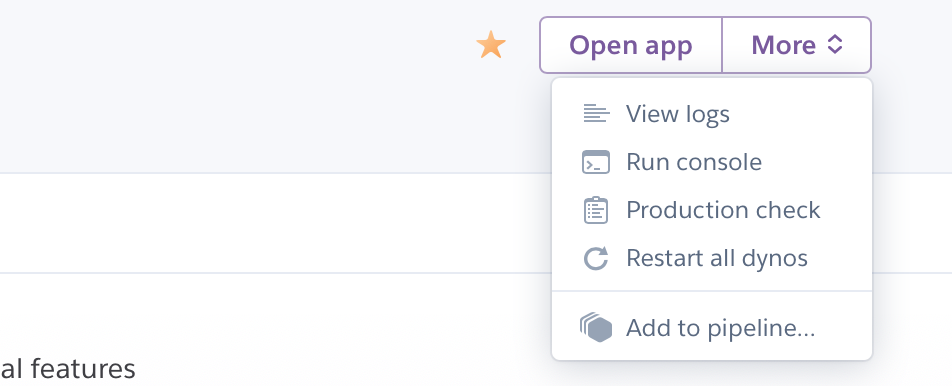 Open app
More
View logs
Run console
Production check
Restart all dynos
Add to pipeline...
al features